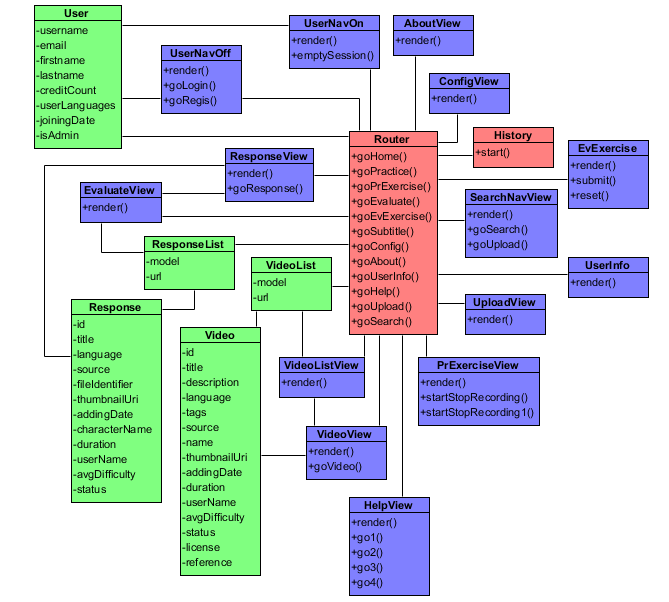 User
-username
-email
-firstname
-lastname
-creditCount
-userLanguages
-joiningDate
-isAdmin
UserNavOff
+render()
+goLogin()
+goRegis()
UserNavOn
+render()
+emptySession()
AboutView
+render()
ConfigView
+render()
History
+start()
EvExercise
+render()
+submit()
+reset()
Router
+goHome()
+goPractice()
+goPrExercise()
+goEvaluate()
+goEvExercise()
+goSubtitle()
+goConfig()
+goAbout()
+goUserInfo()
+goHelp()
+goUpload()
+goSearch()
ResponseView
+render()
+goResponse()
EvaluateView
+render()
SearchNavView
+render()
+goSearch()
+goUpload()
ResponseList
-model
-url
VideoList
-model
-url
UserInfo
+render()
UploadView
+render()
Response
-id
-title
-language
-source
-fileIdentifier
-thumbnailUri
-addingDate
-characterName
-duration
-userName
-avgDifficulty
-status
Video
-id
-title
-description
-language
-tags
-source
-name
-thumbnailUri
-addingDate
-duration
-userName
-avgDifficulty
-status
-license
-reference
VideoListView
+render()
PrExerciseView
+render()
+startStopRecording()
+startStopRecording1()
VideoView
+render()
+goVideo()
HelpView
+render()
+go1()
+go2()
+go3()
+go4()